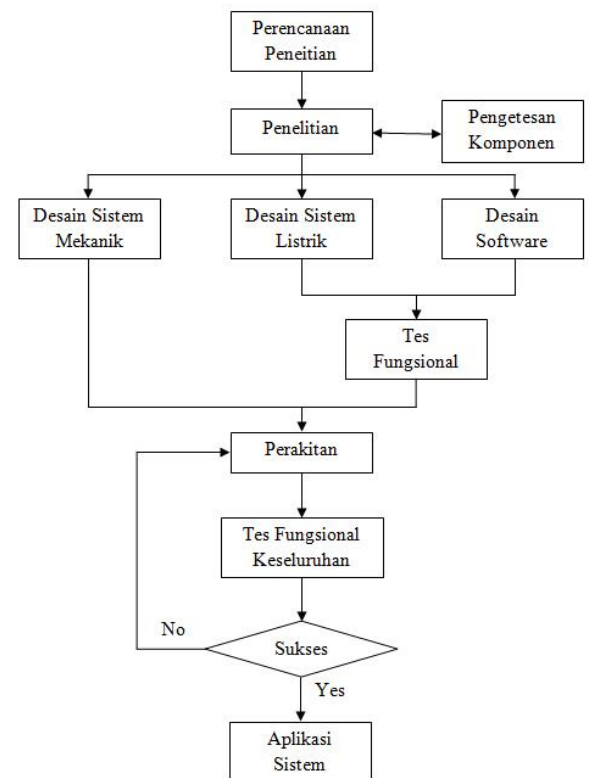 Perencanaan
Peneitian
Penelitian
Pengetesan
Komponen
Desain Sistem
Mekanik
Desain Sistem
Listrik
Desain
Software
Tes
Fungsional
Perakitan
Tes Fungsional
Keseluruhan
No
Sukses
Yes
Aplikasi
Sistem